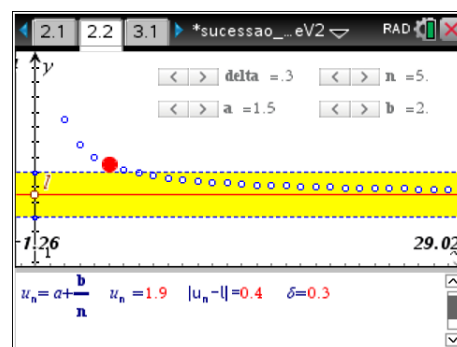 2.1 2.2 3.1 *sucessao_...eV2 RAD
y
< > delta =.3 < > n =5.
< > a =1.5 < > b =2.
l
-1.26 1 29.02
uₙ= a+b/n uₙ =1.9 |uₙ-l|=0.4 δ=0.3